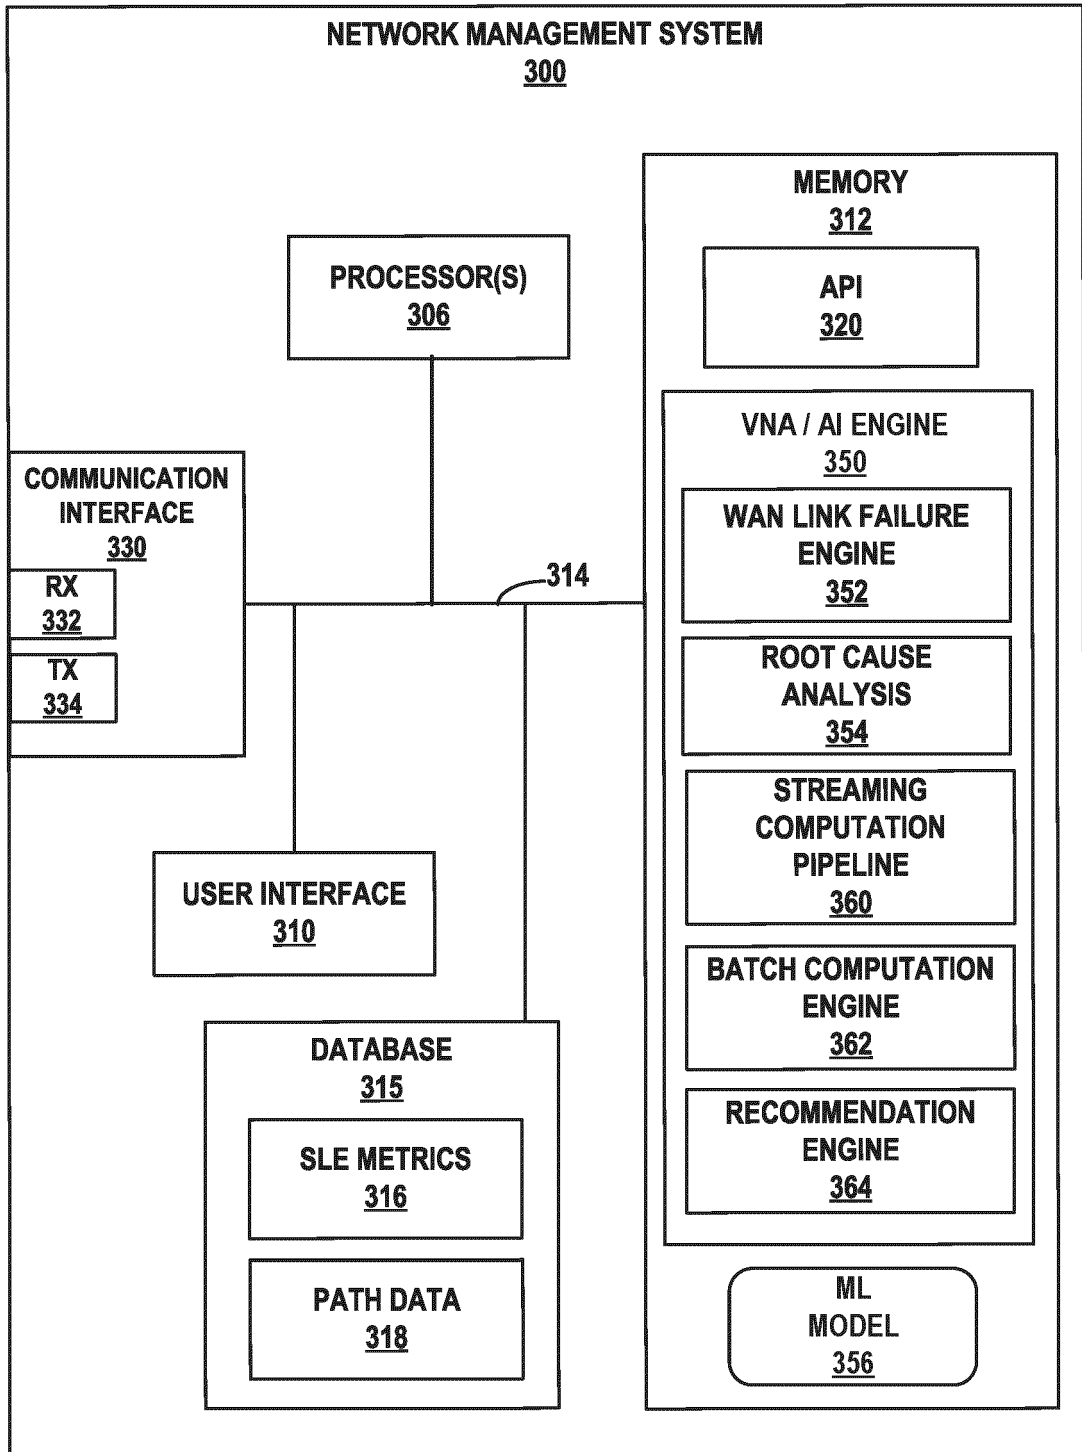 NETWORK MANAGEMENT SYSTEM
300
MEMORY
312
API
320
PROCESSOR(S)
306
VNA / AI ENGINE
350
COMMUNICATION
INTERFACE
330
RX
332
TX
334
314
WAN LINK FAILURE
ENGINE
352
ROOT CAUSE
ANALYSIS
354
STREAMING
COMPUTATION
PIPELINE
360
USER INTERFACE
310
BATCH COMPUTATION
ENGINE
362
DATABASE
315
SLE METRICS
316
PATH DATA
318
RECOMMENDATION
ENGINE
364
ML
MODEL
356